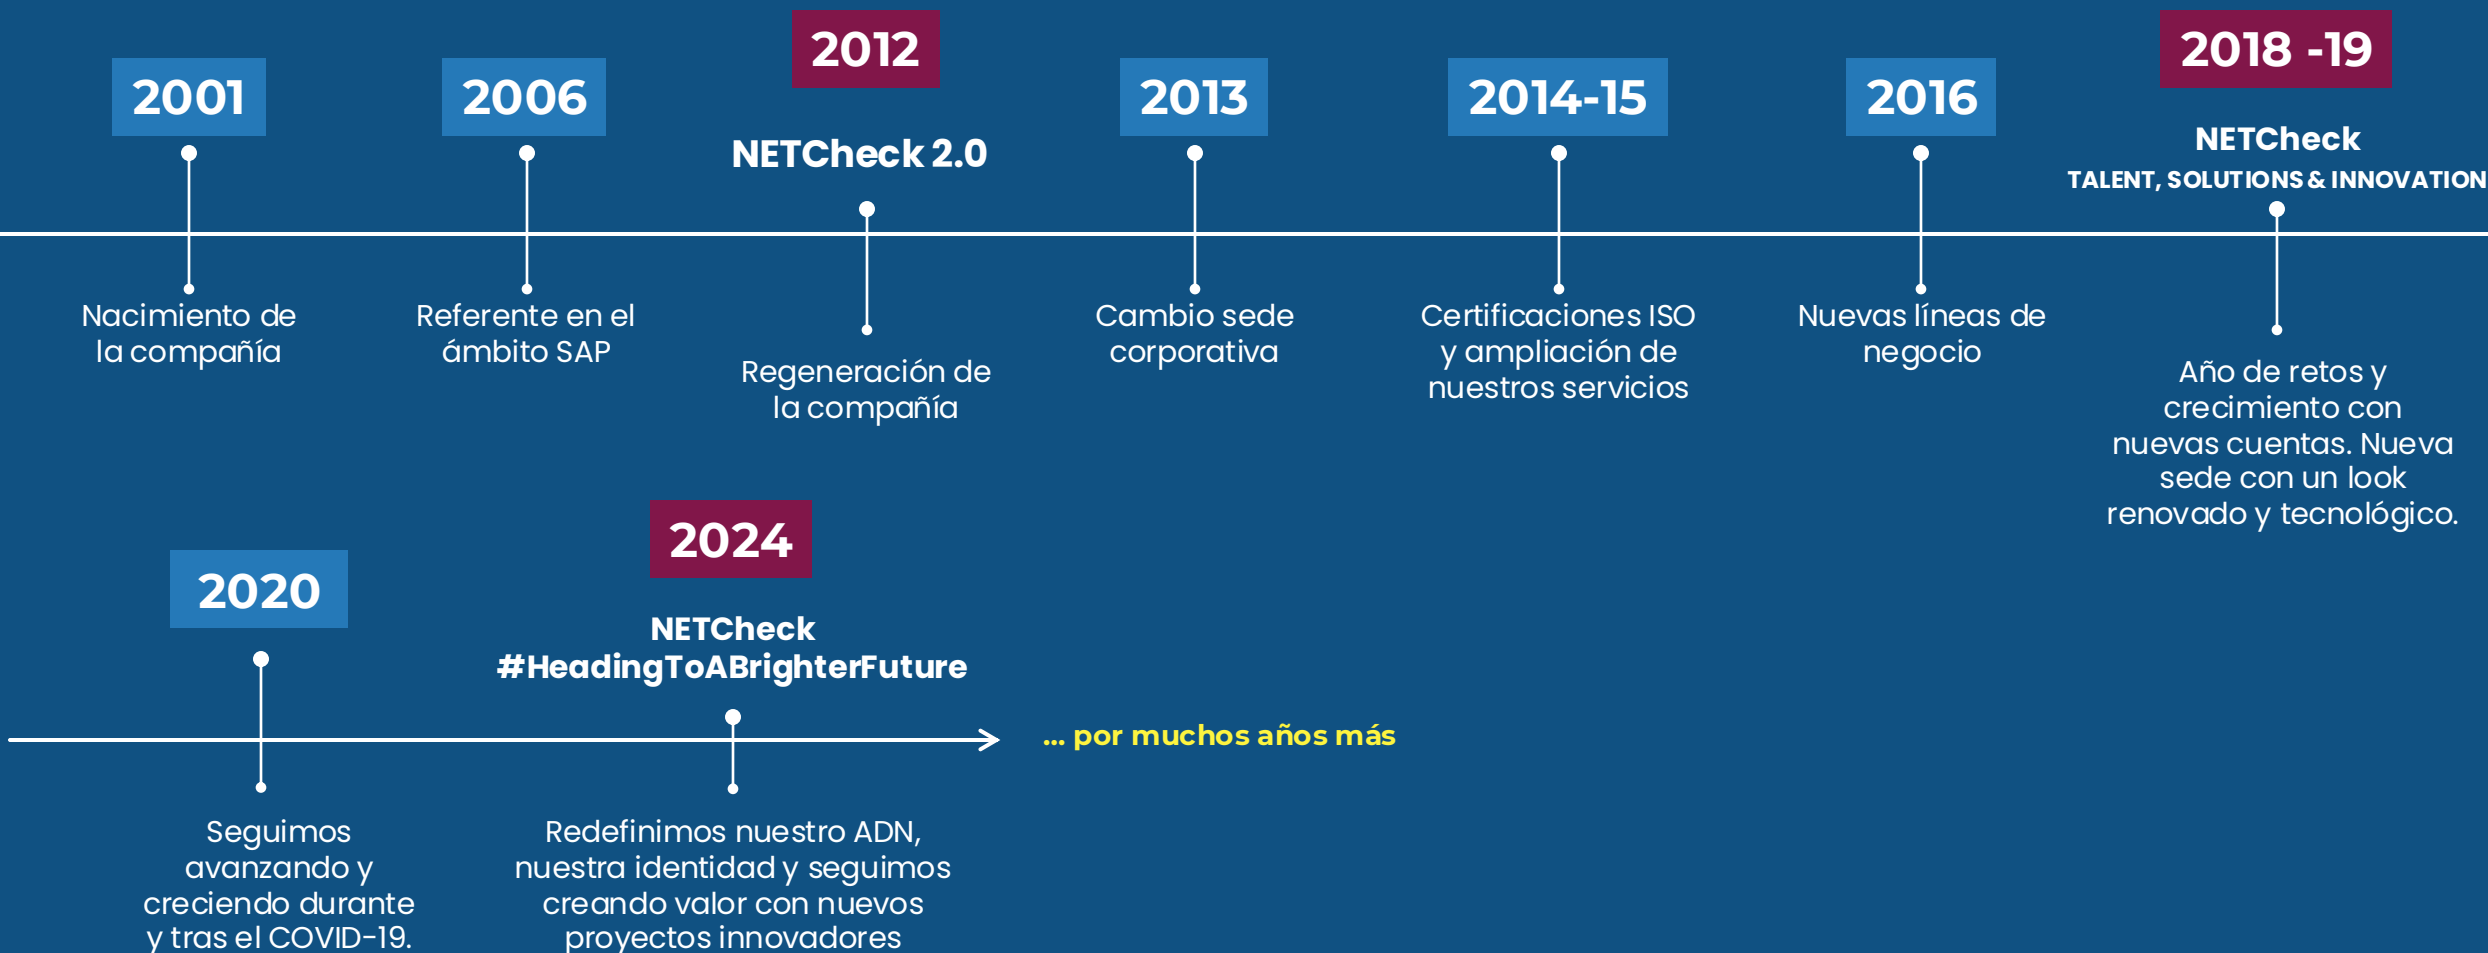 2001
Nacimiento de
la compañía
2006
Referente en el
ámbito SAP
2012
NETCheck 2.0
Regeneración de
la compañía
2013
Cambio sede
corporativa
2014-15
Certificaciones ISO
y ampliación de
nuestros servicios
2016
Nuevas líneas de
negocio
2018 -19
NETCheck
TALENT, SOLUTIONS & INNOVATION
Año de retos y
crecimiento con
nuevas cuentas. Nueva
sede con un look
renovado y tecnológico.
2020
Seguimos
avanzando y
creciendo durante
y tras el COVID-19.
2024
NETCheck
#HeadingToABrighterFuture
Redefinimos nuestro ADN,
nuestra identidad y seguimos
creando valor con nuevos
proyectos innovadores
... por muchos años más